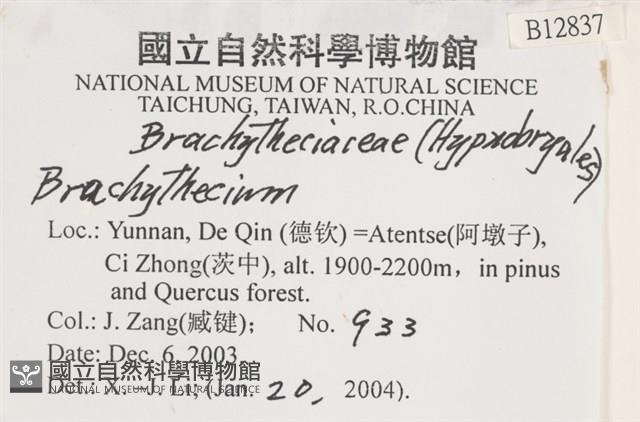 B12837
國立自然科學博物館
NATIONAL MUSEUM OF NATURAL SCIENCE
TAICHUNG, TAIWAN, R.O.CHINA
Brachytheciaceae (Hypnobryales)
Brachythecium
Loc.: Yunnan, De Qin (德钦) =Atentse(阿墩子),
Ci Zhong(茨中), alt. 1900-2200m， in pinus
and Quercus forest.
Col.: J. Zang(臧键)； No. 933
Date: Dec. 6, 2003
國立自然科學博物館
NATIONAL MUSEUM OF NATURAL SCIENCE
Det.: X. J. Li (Jan. 20, 2004).